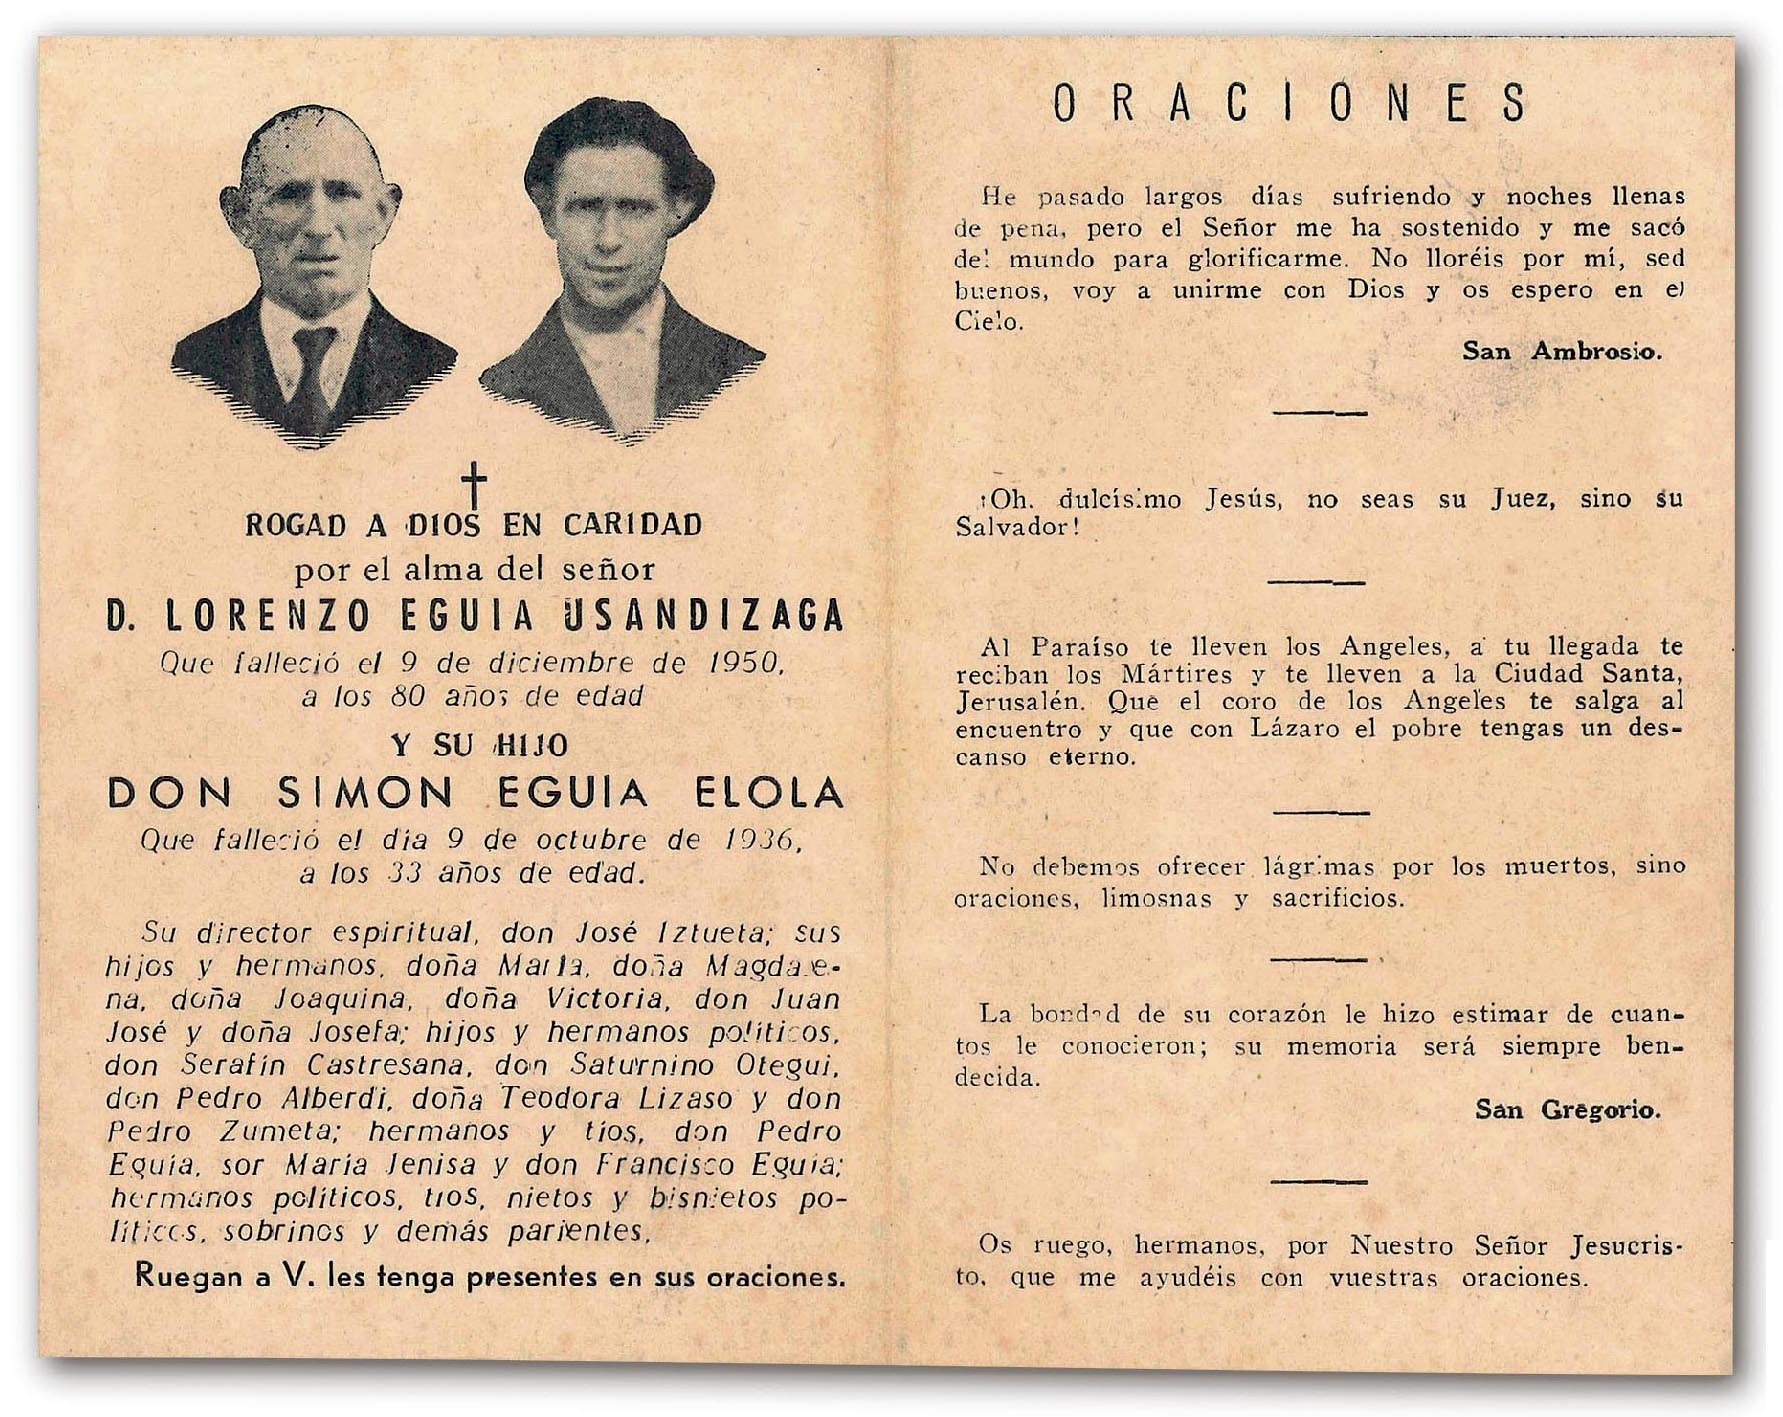 ROGAD A DIOS EN CARIDAD
por el alma del señor
D. LORENZO EGUIA USANDIZAGA
Que falleció el 9 de diciembre de 1950,
a los 80 años de edad
Y SU HIJO
DON SIMON EGUIA ELOLA
Que falleció el día 9 de octubre de 1936,
a los 33 años de edad.
Su director espiritual, don José Iztueta; sus
hijos y hermanos, doña María, doña Magdale-
na, doña Joaquina, doña Victoria, don Juan
José y doña Josefa; hijos y hermanos políticos,
don Serafín Castresana, don Saturnino Otegui,
don Pedro Alberdi, doña Teodora Lizaso y don
Pedro Zumeta; hermanos y tíos, don Pedro
Eguía, sor María Jenisa y don Francisco Eguía;
hermanos políticos, tíos, nietos y bisnietos po-
líticos, sobrinos y demás parientes,
Ruegan a V. les tenga presentes en sus oraciones.
ORACIONES
He pasado largos días sufriendo y noches llenas
de pena, pero el Señor me ha sostenido y me sacó
del mundo para glorificarme. No lloréis por mí, sed
buenos, voy a unirme con Dios y os espero en el
Cielo.
San Ambrosio.
¡Oh, dulcísimo Jesús, no seas su Juez, sino su
Salvador!
Al Paraíso te lleven los Angeles, a tu llegada te
reciban los Mártires y te lleven a la Ciudad Santa,
Jerusalén. Que el coro de los Angeles te salga al
encuentro y que con Lázaro el pobre tengas un des-
canso eterno.
No debemos ofrecer lágrimas por los muertos, sino
oraciones, limosnas y sacrificios.
La bondad de su corazón le hizo estimar de cuan-
tos le conocieron; su memoria será siempre ben-
decida.
San Gregorio.
Os ruego, hermanos, por Nuestro Señor Jesucris-
to, que me ayudéis con vuestras oraciones.